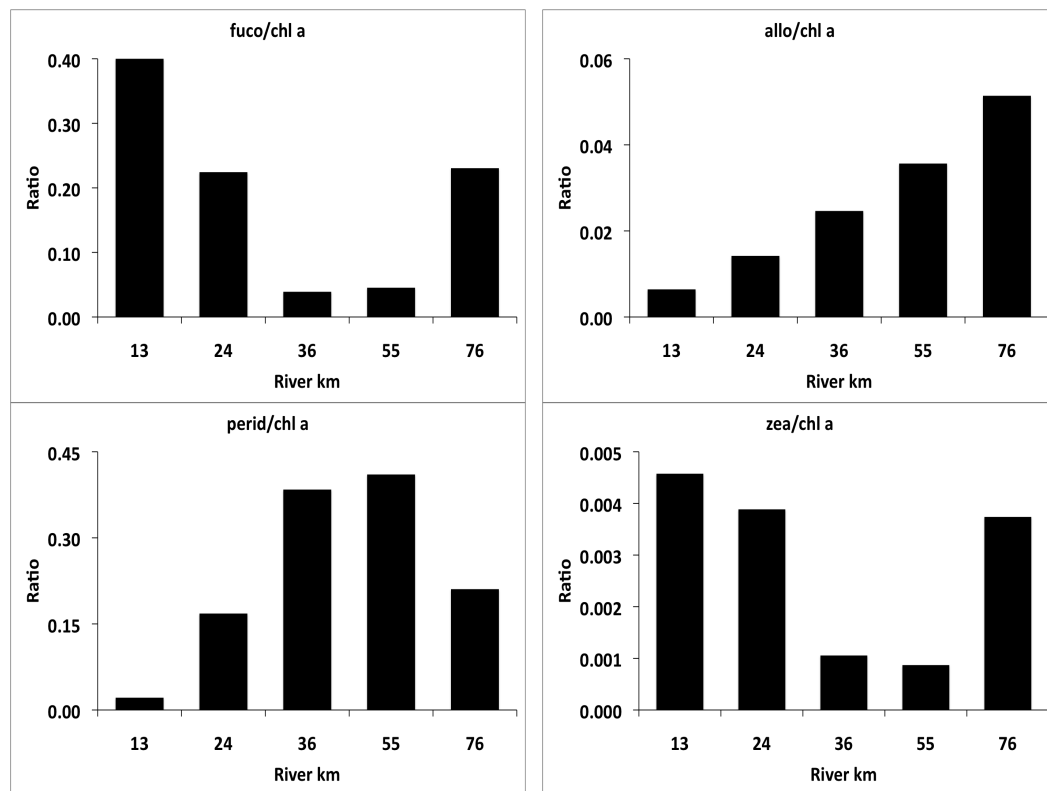 fuco/chl a
0.40
0.30
0.20
0.10
0.00
Ratio
13 24 36 55 76
River km
allo/chl a
0.06
0.04
0.02
0.00
Ratio
13 24 36 55 76
River km
perid/chl a
0.45
0.30
0.15
0.00
Ratio
13 24 36 55 76
River km
zea/chl a
0.005
0.004
0.003
0.002
0.001
0.000
Ratio
13 24 36 55 76
River km